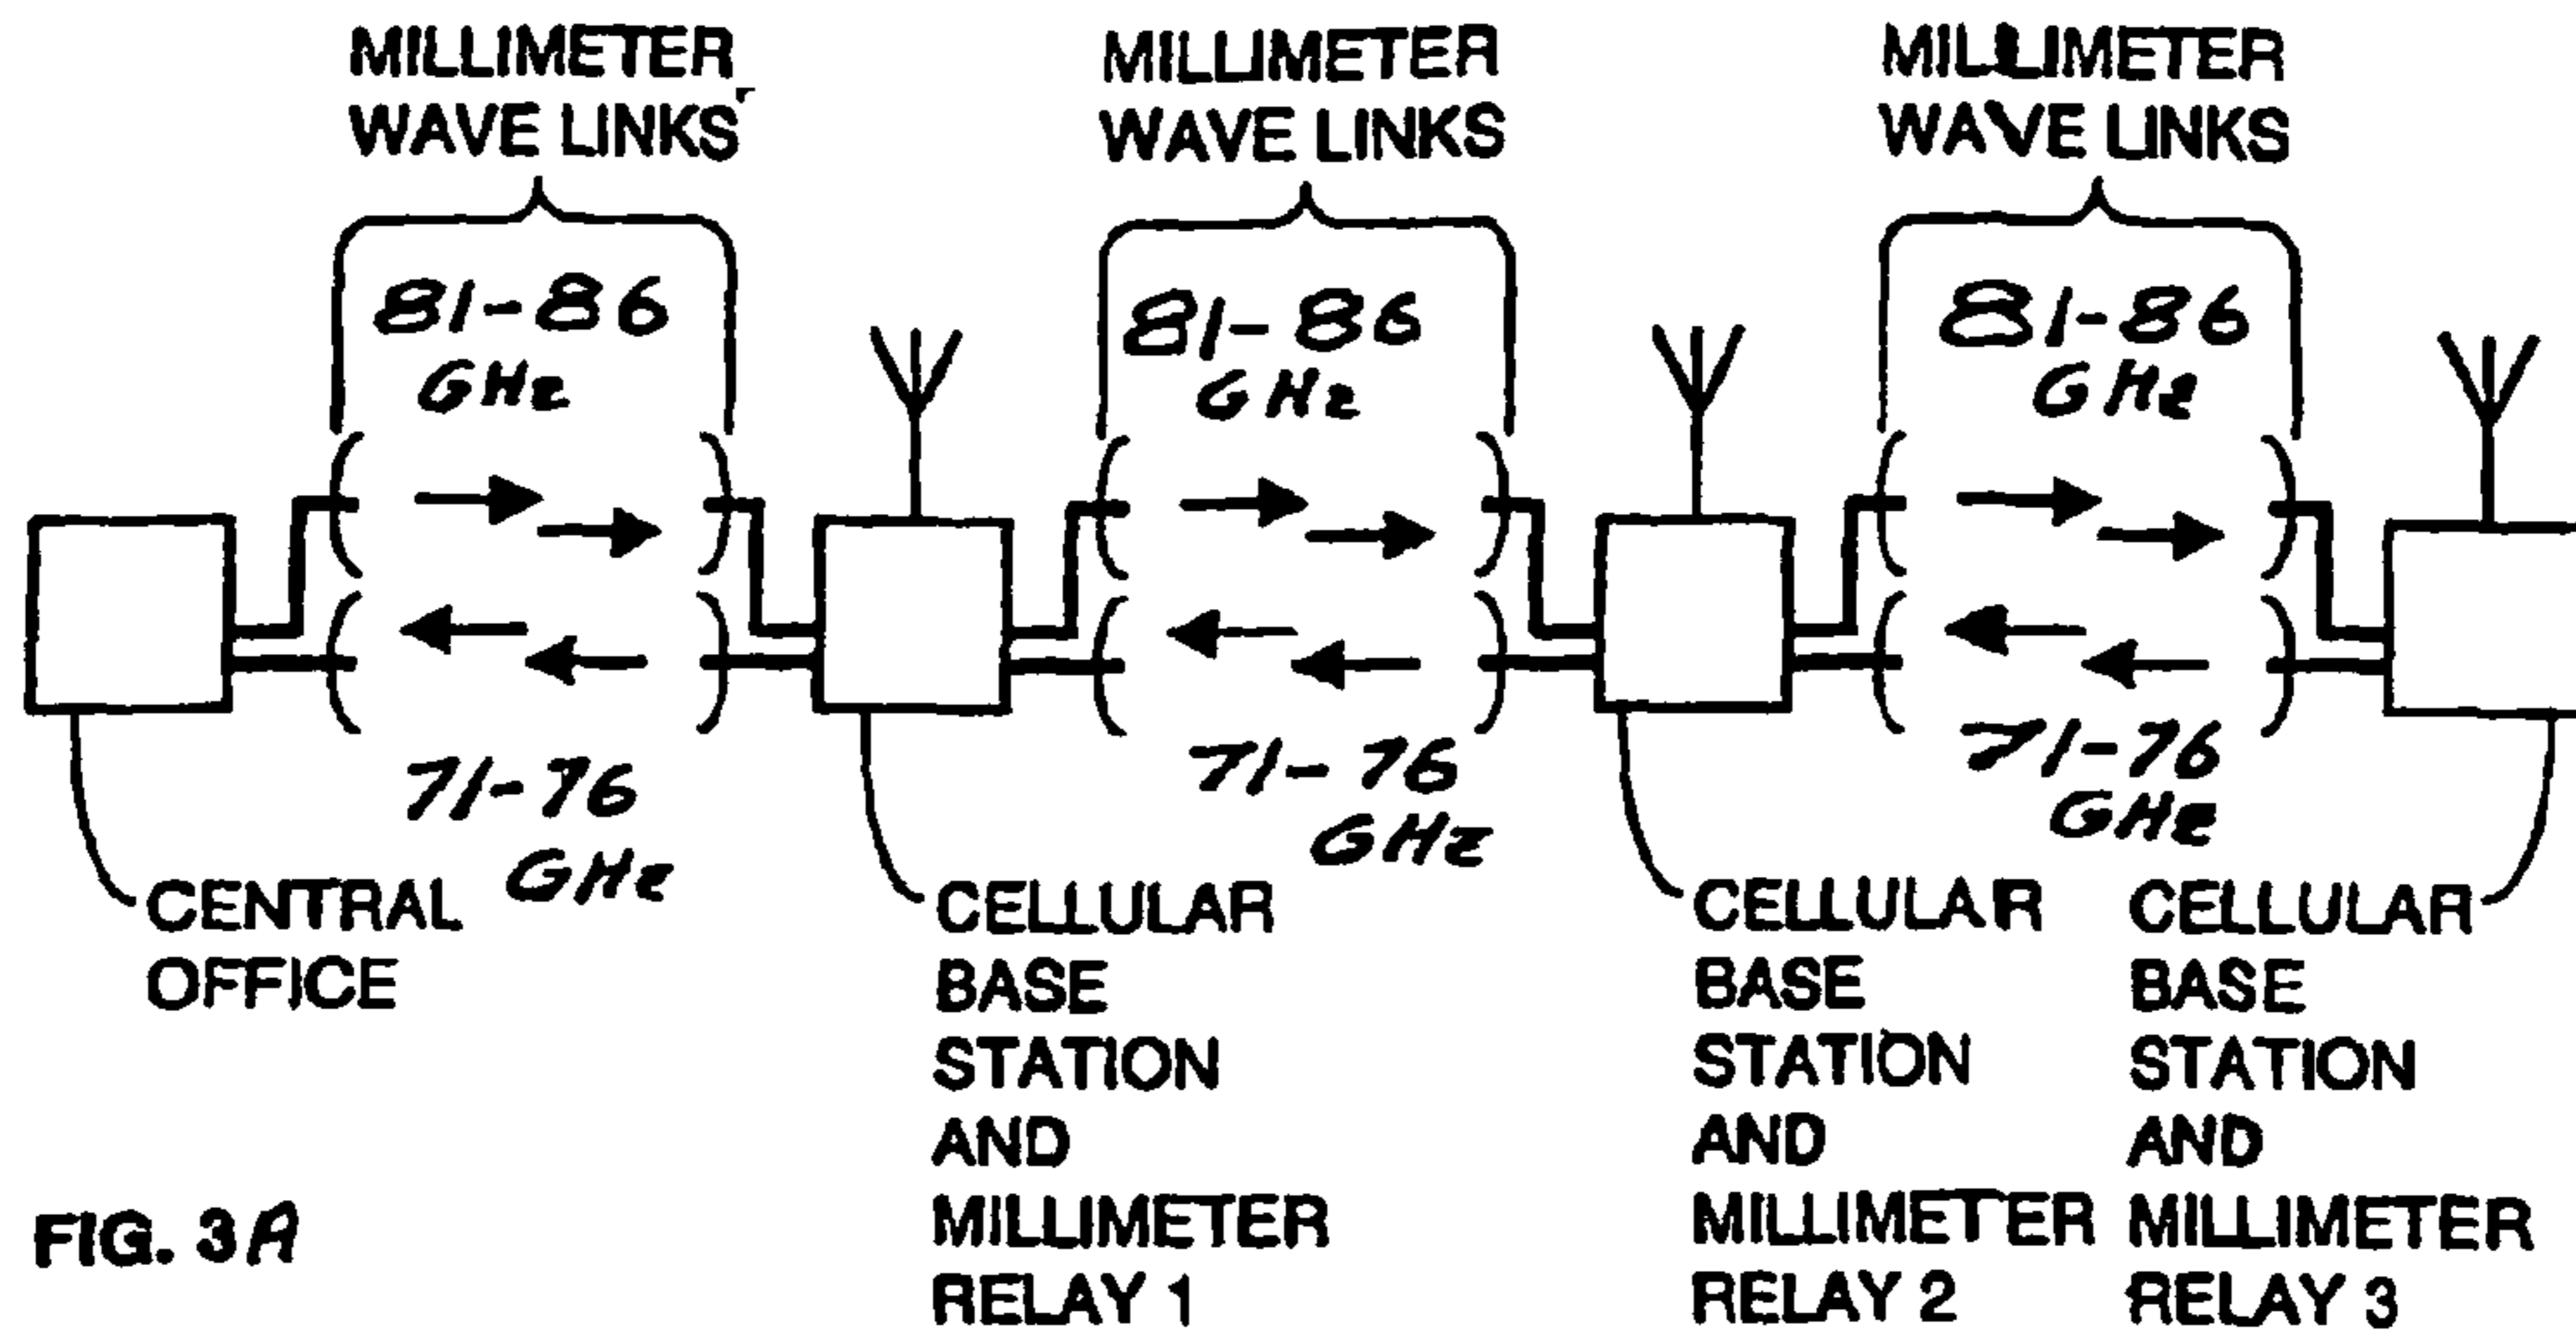 MILLIMETER
WAVE LINKS
MILLIMETER
WAVE LINKS
MILLIMETER
WAVE LINKS
81-86
GHz
81-86
GHz
81-86
GHz
71-76
GHz
71-76
GHz
71-76
GHz
CENTRAL
OFFICE
CELLULAR
BASE
STATION
AND
MILLIMETER
RELAY 1
CELLULAR
BASE
STATION
AND
MILLIMETER
RELAY 2
CELLULAR
BASE
STATION
AND
MILLIMETER
RELAY 3
FIG. 3A